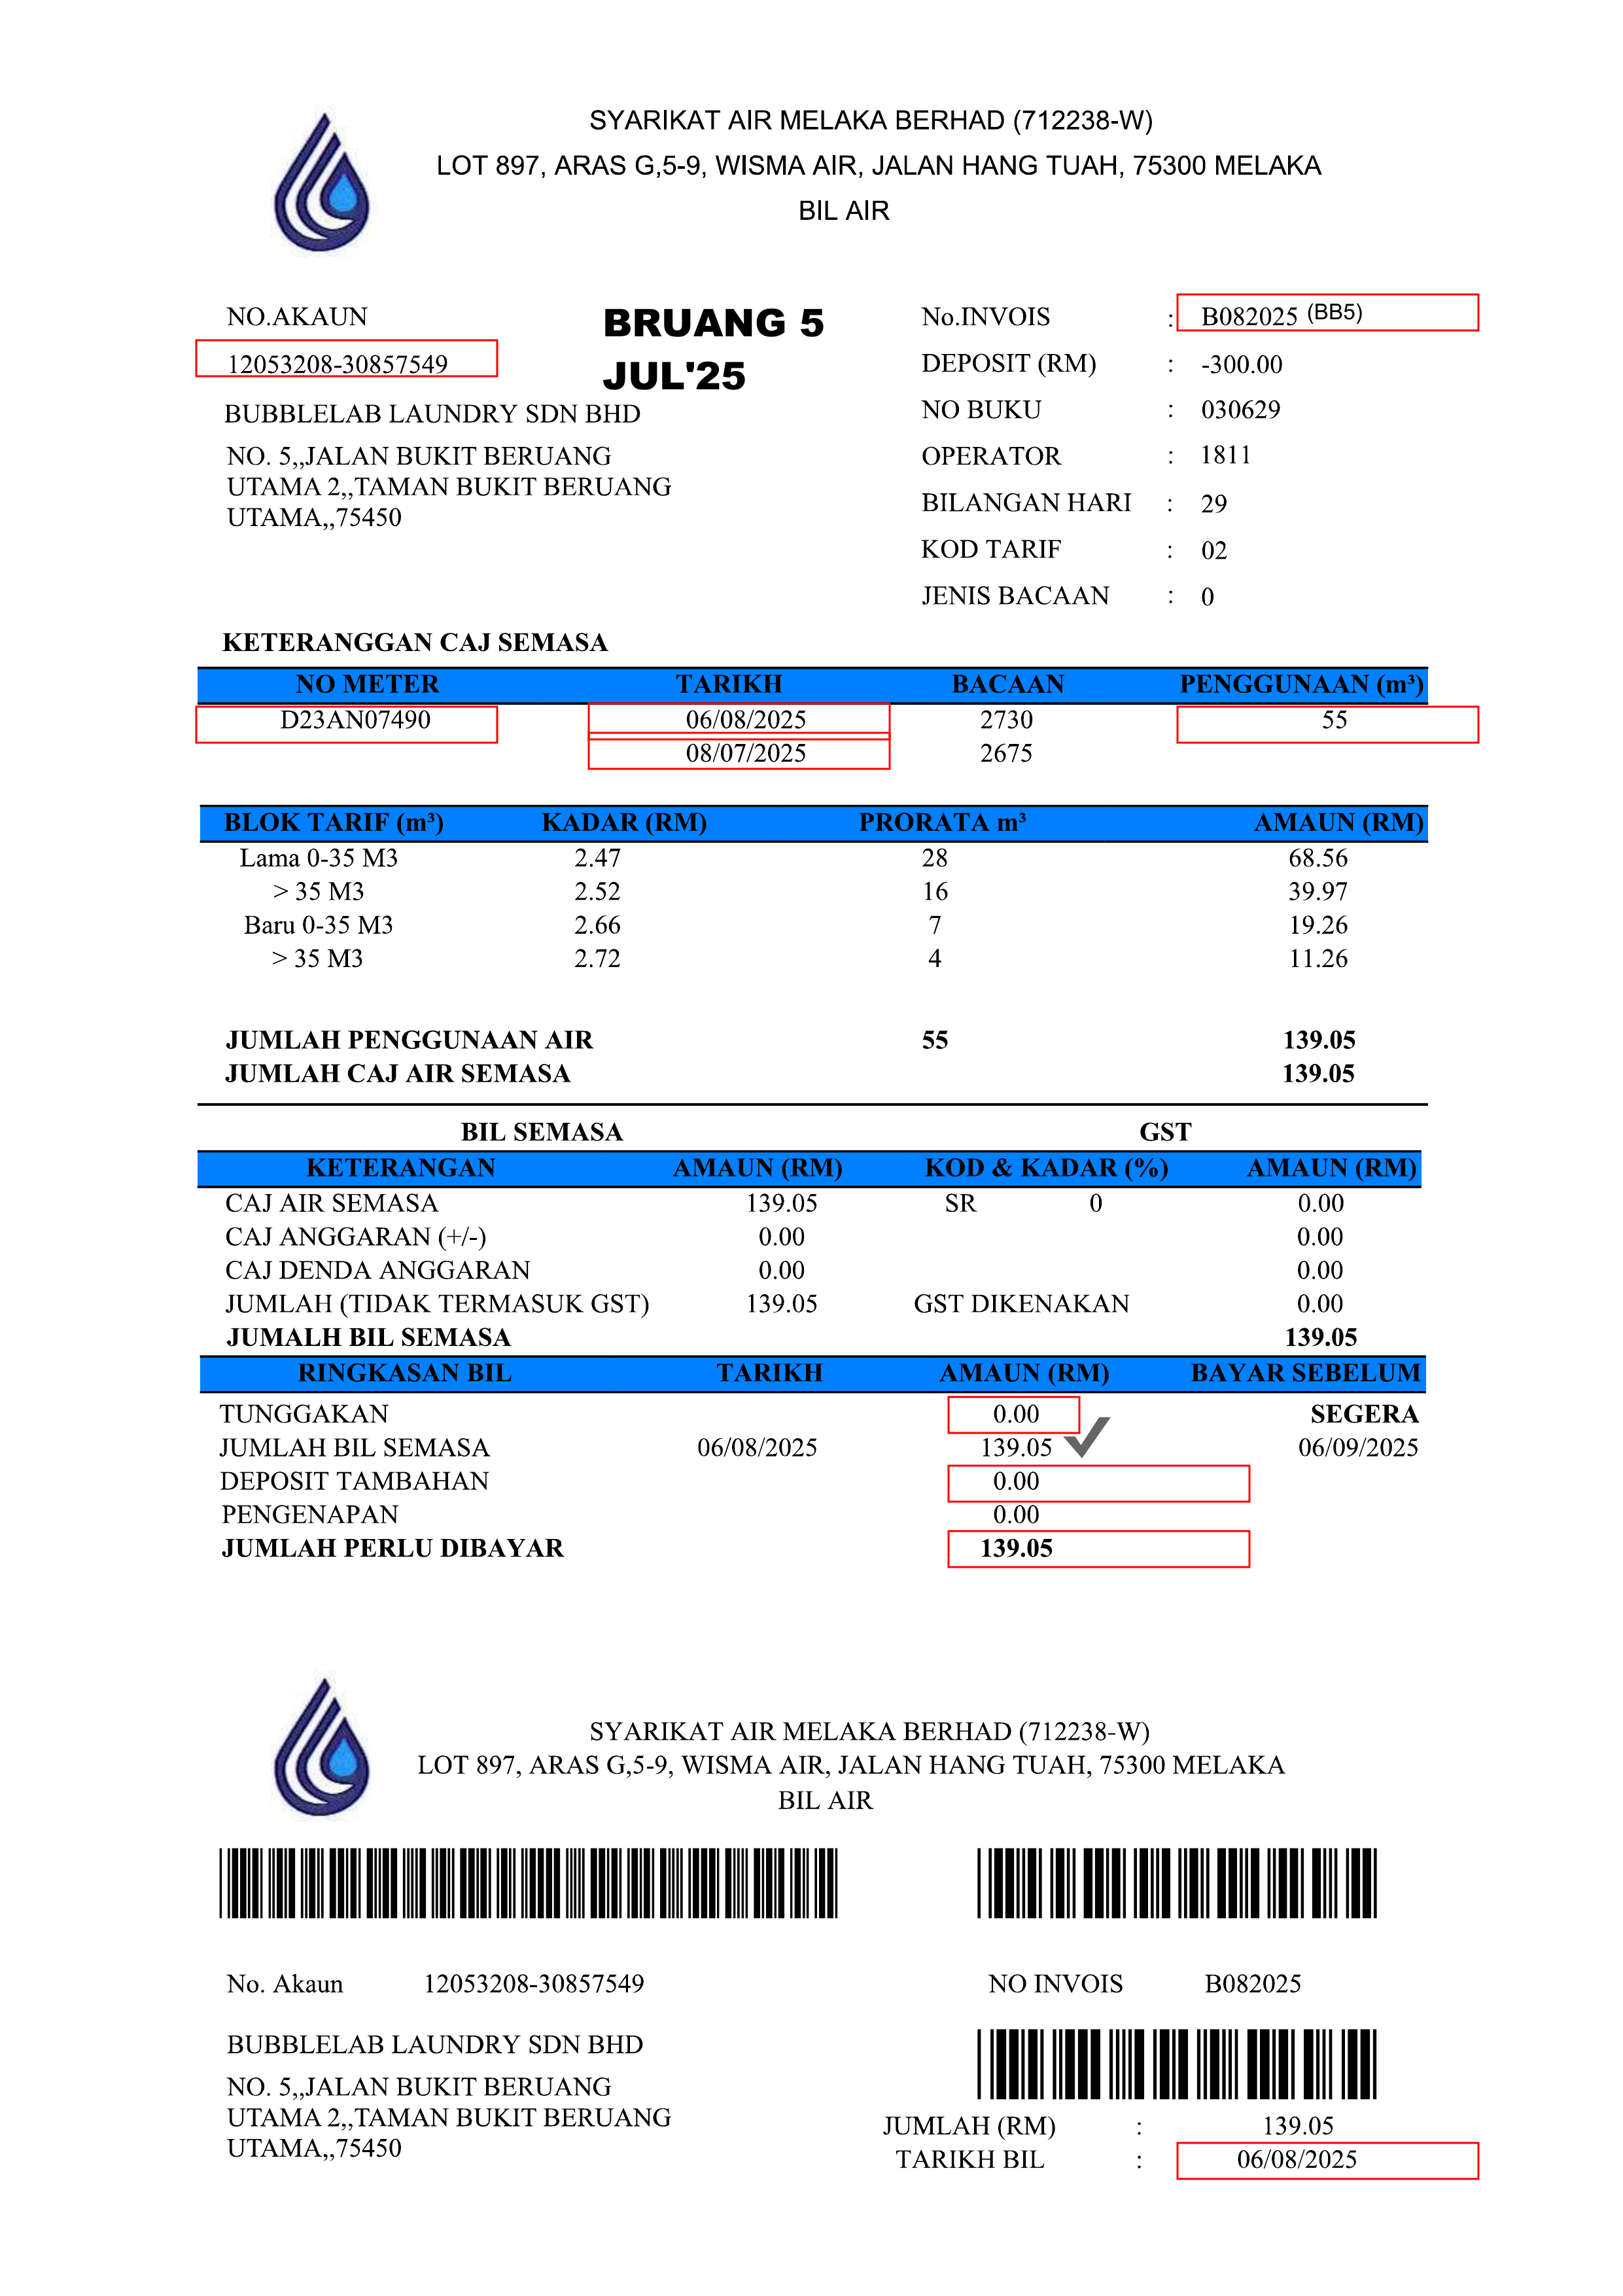 SYARIKAT AIR MELAKA BERHAD (712238-W)
LOT 897, ARAS G,5-9, WISMA AIR, JALAN HANG TUAH, 75300 MELAKA
BIL AIR
NO.AKAUN
12053208-30857549
BRUANG 5
JUL'25
BUBBLELAB LAUNDRY SDN BHD
NO. 5,,JALAN BUKIT BERUANG
UTAMA 2,,TAMAN BUKIT BERUANG
UTAMA,,75450
No.INVOIS : B082025 (BB5)
DEPOSIT (RM) : -300.00
NO BUKU : 030629
OPERATOR : 1811
BILANGAN HARI : 29
KOD TARIF : 02
JENIS BACAAN : 0
KETERANGGAN CAJ SEMASA
NO METER TARIKH BACAAN PENGGUNAAN (m³)
D23AN07490 06/08/2025 2730 55
08/07/2025 2675
BLOK TARIF (m³) KADAR (RM) PRORATA m³ AMAUN (RM)
Lama 0-35 M3 2.47 28 68.56
> 35 M3 2.52 16 39.97
Baru 0-35 M3 2.66 7 19.26
> 35 M3 2.72 4 11.26
JUMLAH PENGGUNAAN AIR 55 139.05
JUMLAH CAJ AIR SEMASA 139.05
BIL SEMASA GST
KETERANGAN AMAUN (RM) KOD & KADAR (%) AMAUN (RM)
CAJ AIR SEMASA 139.05 SR 0 0.00
CAJ ANGGARAN (+/-) 0.00 0.00
CAJ DENDA ANGGARAN 0.00 0.00
JUMLAH (TIDAK TERMASUK GST) 139.05 GST DIKENAKAN 0.00
JUMALH BIL SEMASA 139.05
RINGKASAN BIL TARIKH AMAUN (RM) BAYAR SEBELUM
TUNGGAKAN 0.00 SEGERA
JUMLAH BIL SEMASA 06/08/2025 139.05 06/09/2025
DEPOSIT TAMBAHAN 0.00
PENGENAPAN 0.00
JUMLAH PERLU DIBAYAR 139.05
SYARIKAT AIR MELAKA BERHAD (712238-W)
LOT 897, ARAS G,5-9, WISMA AIR, JALAN HANG TUAH, 75300 MELAKA
BIL AIR
No. Akaun 12053208-30857549
NO INVOIS B082025
BUBBLELAB LAUNDRY SDN BHD
NO. 5,,JALAN BUKIT BERUANG
UTAMA 2,,TAMAN BUKIT BERUANG
UTAMA,,75450
JUMLAH (RM) : 139.05
TARIKH BIL : 06/08/2025